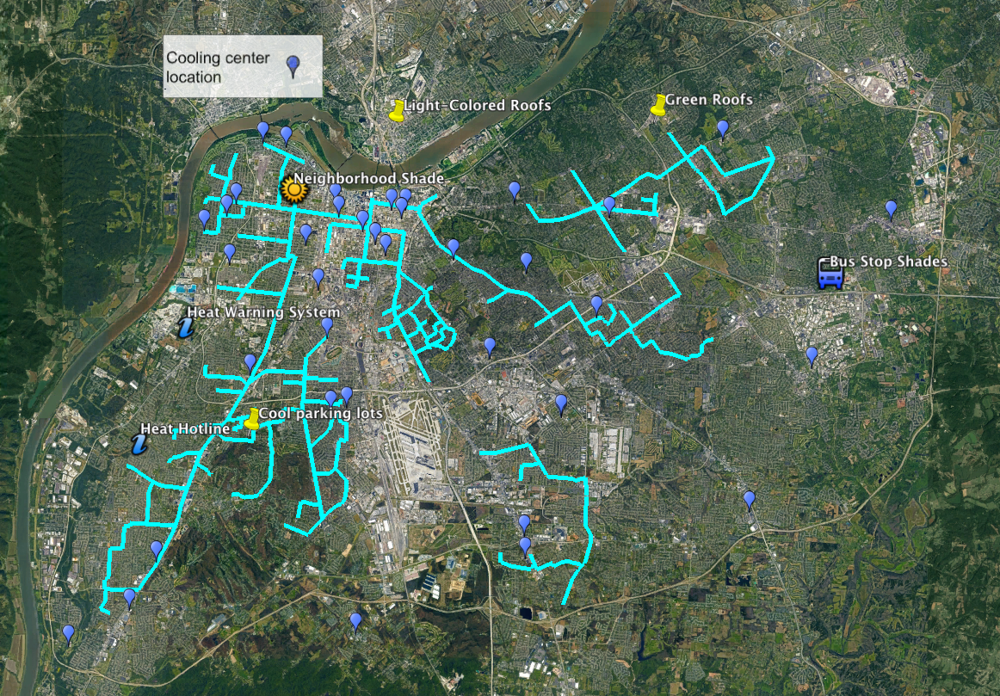 Cooling center
location
Light-Colored Roofs
Green Roofs
Neighborhood Shade
Bus Stop Shades
Heat Warning System
Cool parking lots
Heat Hotline